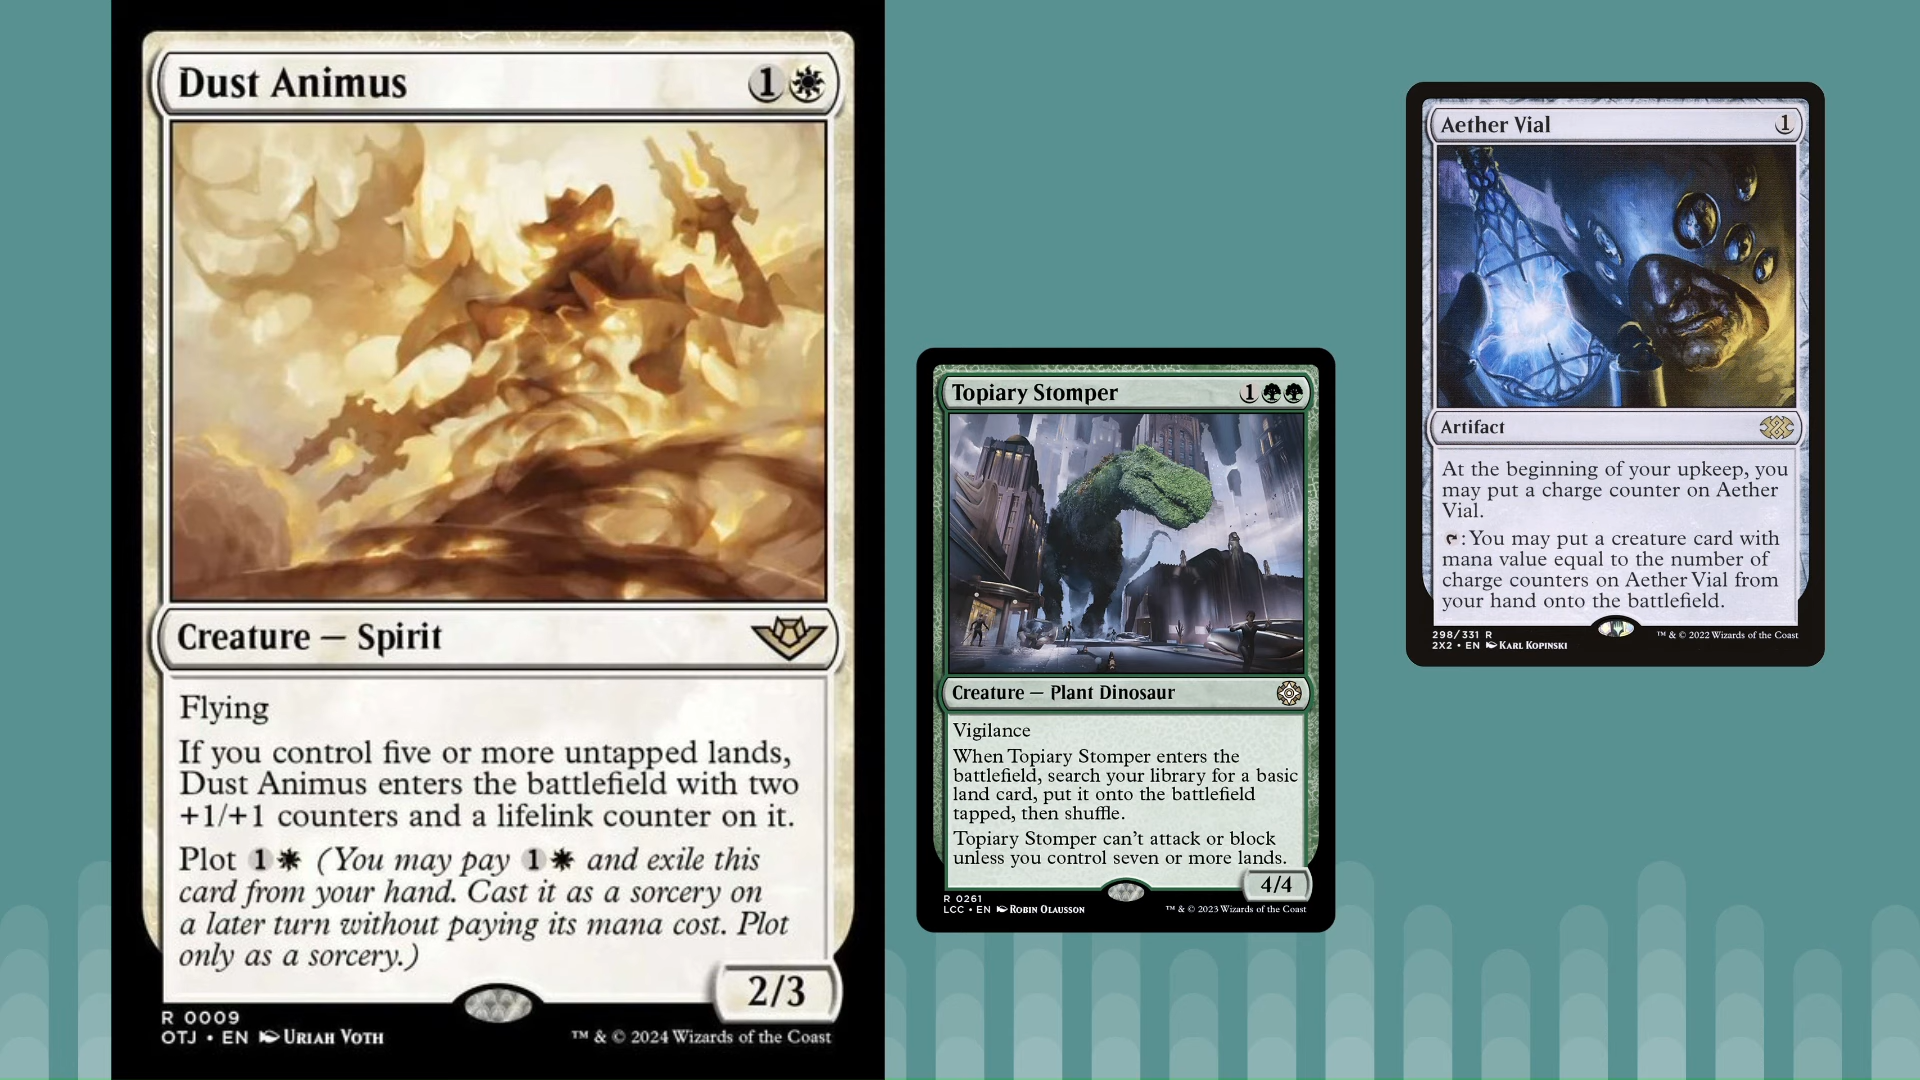 Dust Animus 1
Creature — Spirit
Flying
If you control five or more untapped lands,
Dust Animus enters the battlefield with two
+1/+1 counters and a lifelink counter on it.
Plot 1 (You may pay 1 and exile this
card from your hand. Cast it as a sorcery on
a later turn without paying its mana cost. Plot
only as a sorcery.)
2/3
R 0009
OTJ • EN Uriah Voth
™ & © 2024 Wizards of the Coast
Topiary Stomper 1
Creature — Plant Dinosaur
Vigilance
When Topiary Stomper enters the
battlefield, search your library for a basic
land card, put it onto the battlefield
tapped, then shuffle.
Topiary Stomper can't attack or block
unless you control seven or more lands.
4/4
R 0261
LCC • EN Robin Olausson
™ & © 2023 Wizards of the Coast
Aether Vial 1
Artifact
At the beginning of your upkeep, you
may put a charge counter on Aether
Vial.
: You may put a creature card with
mana value equal to the number of
charge counters on Aether Vial from
your hand onto the battlefield.
298/331 R
2X2 • EN Karl Kopinski
™ & © 2022 Wizards of the Coast